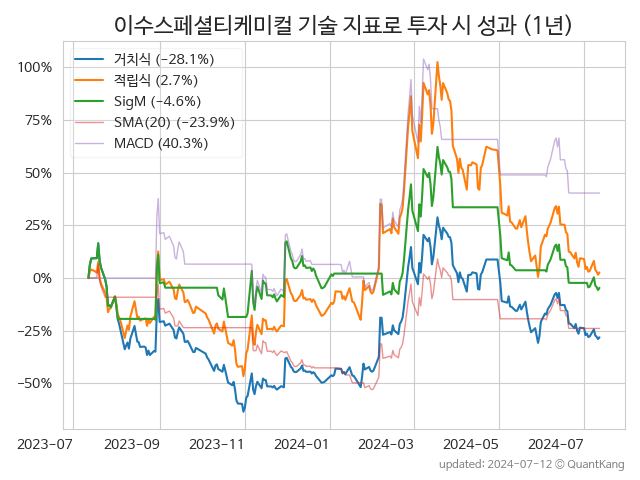 이수스페셜티케미컬 기술 지표로 투자 시 성과 (1년)
거치식 (−28.1%)
적립식 (2.7%)
SigM (−4.6%)
SMA(20) (−23.9%)
MACD (40.3%)
100%
75%
50%
25%
0%
−25%
−50%
2023-07
2023-09
2023-11
2024-01
2024-03
2024-05
2024-07
updated: 2024-07-12 © QuantKang